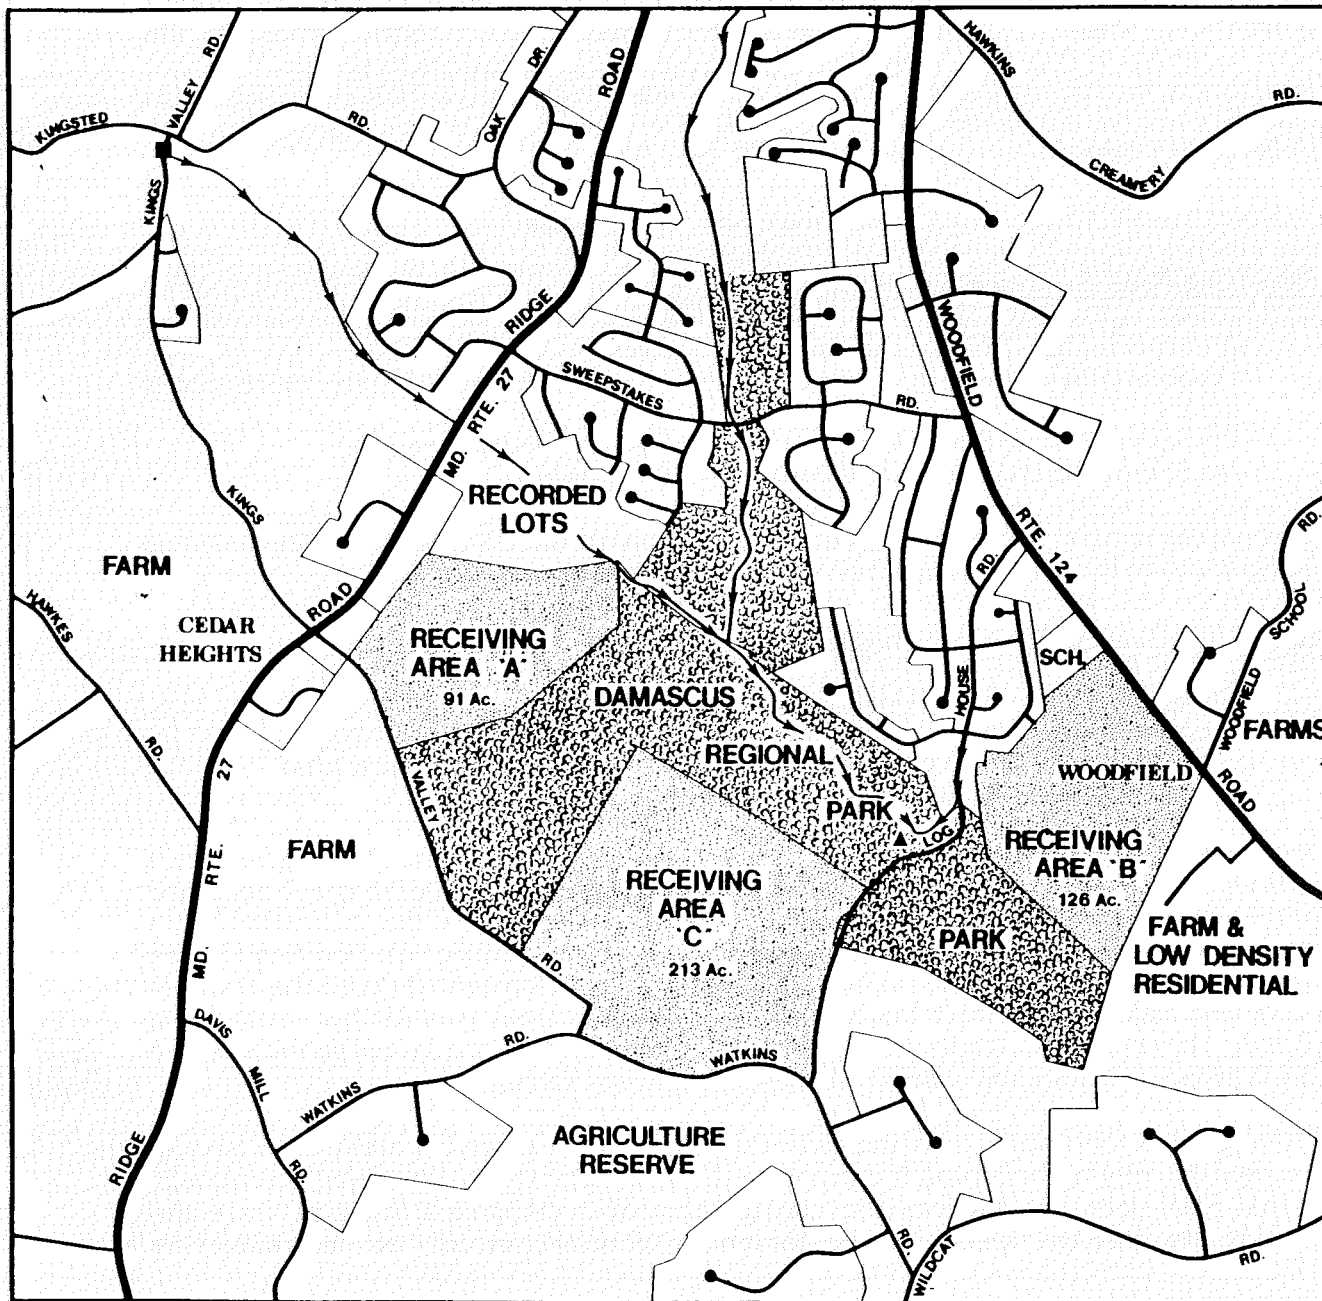 HAWKINS
RD.
CREAMERY
VALLEY RD.
KINGSTED
RD.
OAK DR.
ROAD
KINGS
RIDGE
MD. RTE. 27
SWEEPSTAKES
RD.
WOODFIELD
RTE. 124
RECORDED
LOTS
KINGS
FARM
HAWKES
RD.
CEDAR
HEIGHTS
ROAD
RECEIVING
AREA "A"
91 Ac.
DAMASCUS
REGIONAL
PARK
RD.
HOUSE
LOG
SCH.
RD.
SCHOOL
WOODFIELD
FARMS
WOODFIELD
ROAD
RECEIVING
AREA "B"
126 Ac.
FARM &
LOW DENSITY
RESIDENTIAL
VALLEY
RD.
FARM
MD. RTE. 27
RECEIVING
AREA
"C"
213 Ac.
PARK
DAVIS
MILL
RD.
WATKINS
RD.
WATKINS
RD.
RIDGE
AGRICULTURE
RESERVE
WILDCAT
RD.